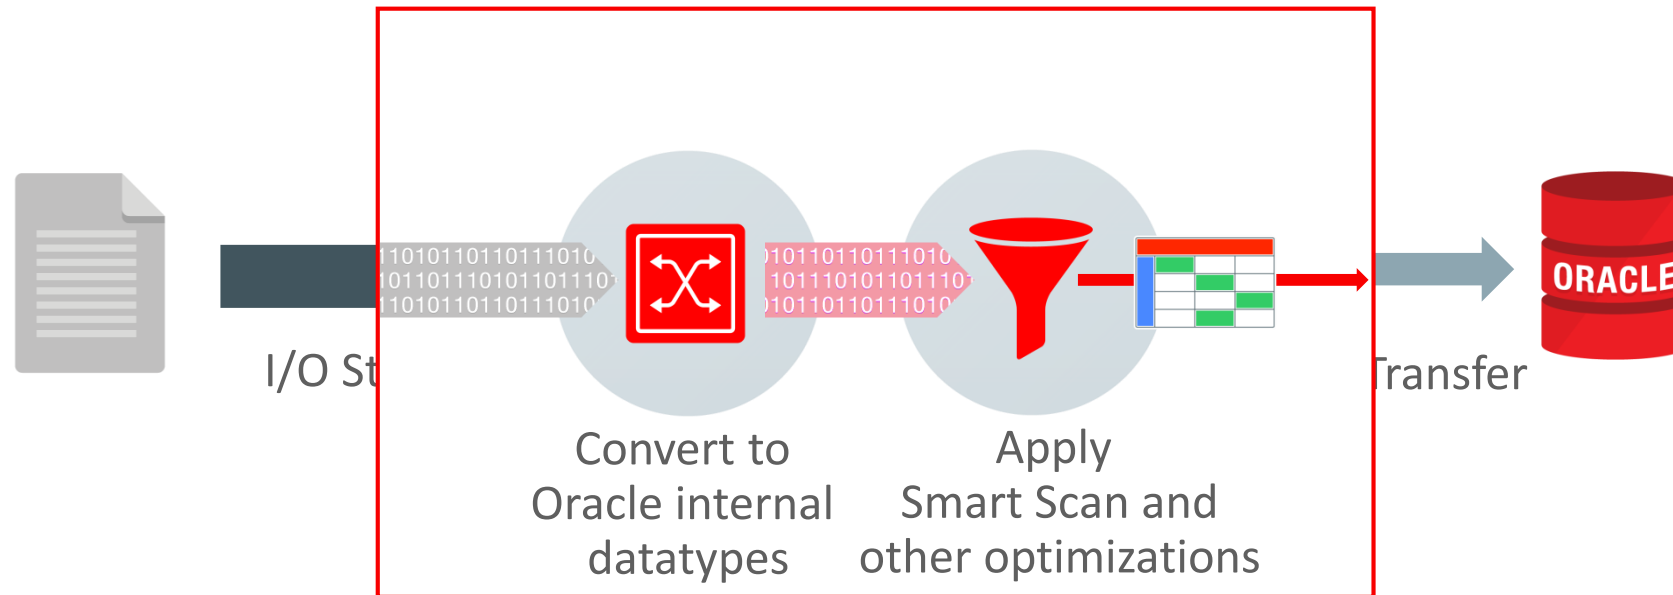 I/O St
Convert to
Oracle internal
datatypes
Apply
Smart Scan and
other optimizations
Transfer
ORACLE